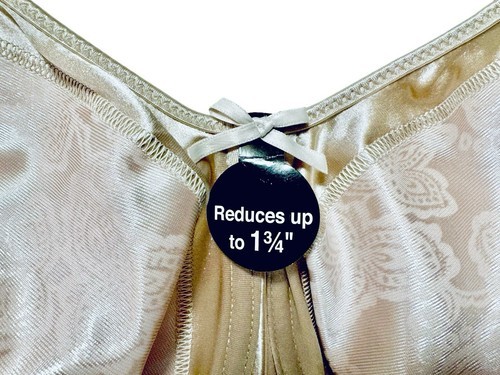 Reduces up
to 1¾"